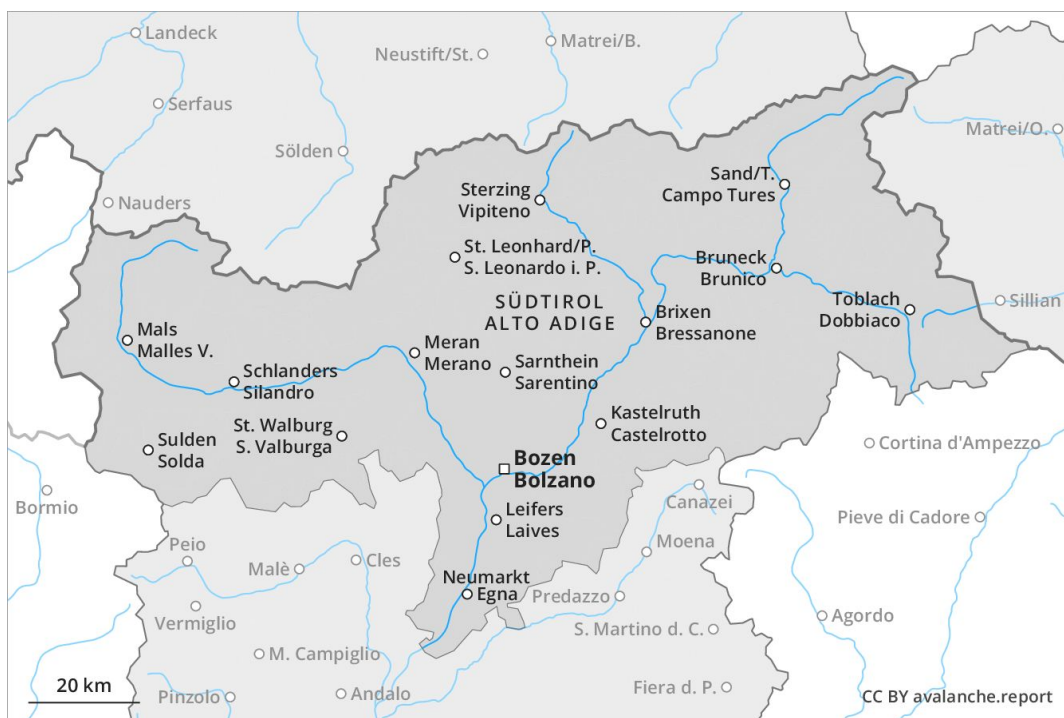 Landeck
Neustift/St.
Matrei/B.
Serfaus
Matrei/O.
Sölden
Sand/T.
Campo Tures
Sterzing
Vipiteno
Nauders
St. Leonhard/P.
S. Leonardo i. P.
Bruneck
Brunico
SÜDTIROL
ALTO ADIGE
Toblach
Dobbiaco
Sillian
Brixen
Bressanone
Mals
Malles V.
Meran
Merano
Sarnthein
Sarentino
Schlanders
Silandro
Kastelruth
Castelrotto
St. Walburg
S. Valburga
Sulden
Solda
Cortina d'Ampezzo
Bozen
Bolzano
Bormio
Canazei
Leifers
Laives
Pieve di Cadore
Peio
Malè
Cles
Moena
Neumarkt
Egna
Predazzo
Vermiglio
Agordo
S. Martino d. C.
M. Campiglio
20 km
Pinzolo
Andalo
Fiera d. P.
CC BY avalanche.report